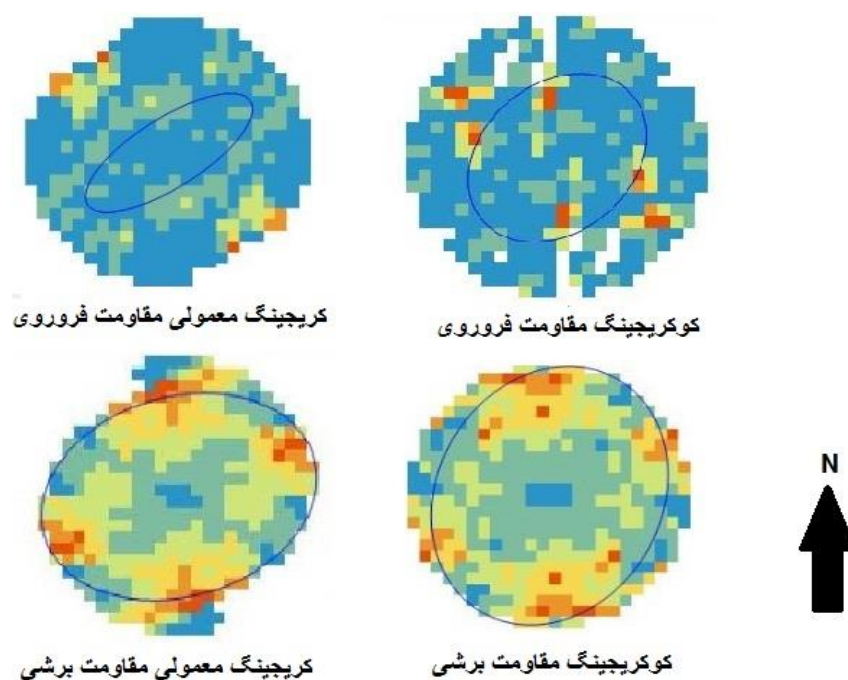 کریجینگ معمولی مقاومت فروروی
کوکریجینگ مقاومت فروروی
N
کریجینگ معمولی مقاومت برشی
کوکریجینگ مقاومت برشی